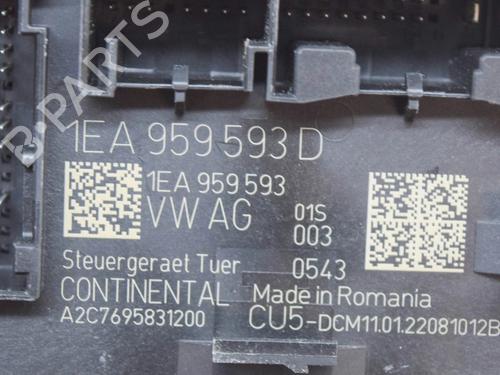 1EA 959 593 D
1EA 959 593
VW AG 01S
003
Steuergeraet Tuer 0543
CONTINENTAL Made in Romania
A2C7695831200 CU5-DCM11.01.22081012B
B-PARTS